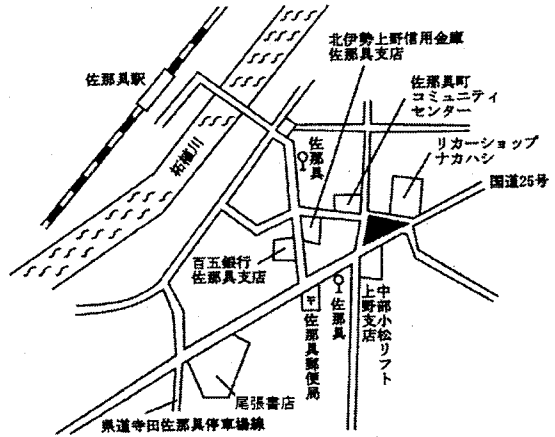 北伊勢上野信用金庫
佐那具支店
佐那具駅
佐那具町
コミュニティ
センター
リカーショップ
ナカハシ
国道25号
佐那具
柘植川
百五銀行
佐那具支店
〒
佐那具郵便局
佐那具
中部小松リフト
上野支店
尾張書店
県道寺田佐那具停車場線